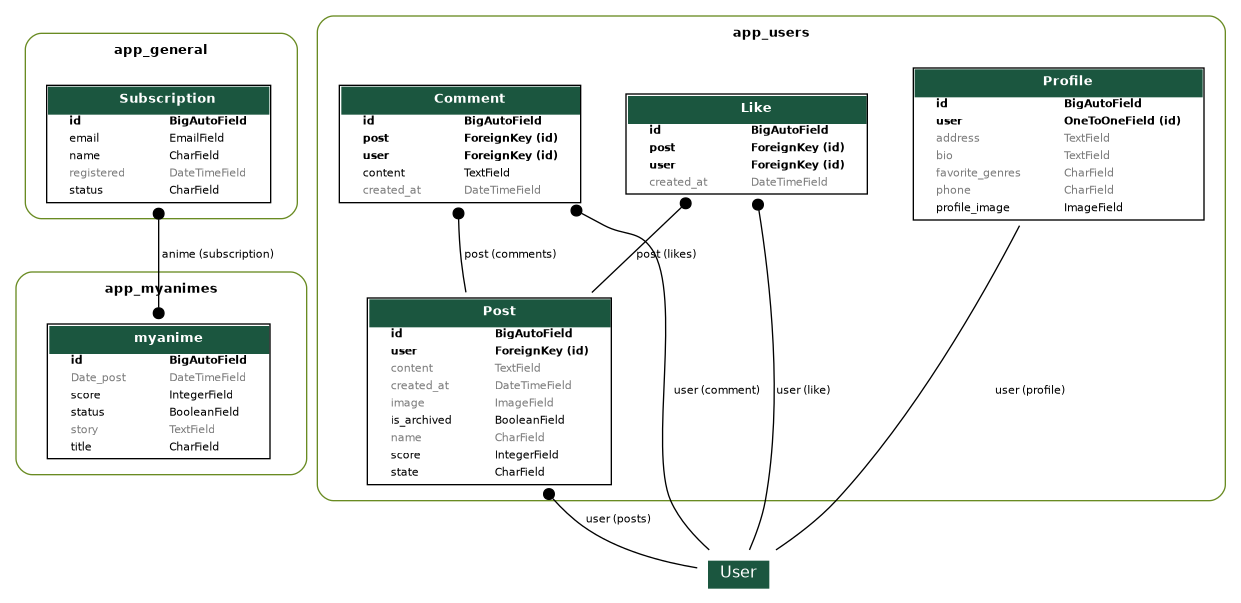 app_general
Subscription
id BigAutoField
email EmailField
name CharField
registered DateTimeField
status CharField
anime (subscription)
app_myanimes
myanime
id BigAutoField
Date_post DateTimeField
score IntegerField
status BooleanField
story TextField
title CharField
app_users
Comment
id BigAutoField
post ForeignKey (id)
user ForeignKey (id)
content TextField
created_at DateTimeField
Like
id BigAutoField
post ForeignKey (id)
user ForeignKey (id)
created_at DateTimeField
Profile
id BigAutoField
user OneToOneField (id)
address TextField
bio TextField
favorite_genres CharField
phone CharField
profile_image ImageField
post (comments)
post (likes)
Post
id BigAutoField
user ForeignKey (id)
content TextField
created_at DateTimeField
image ImageField
is_archived BooleanField
name CharField
score IntegerField
state CharField
user (comment)
user (like)
user (profile)
user (posts)
User